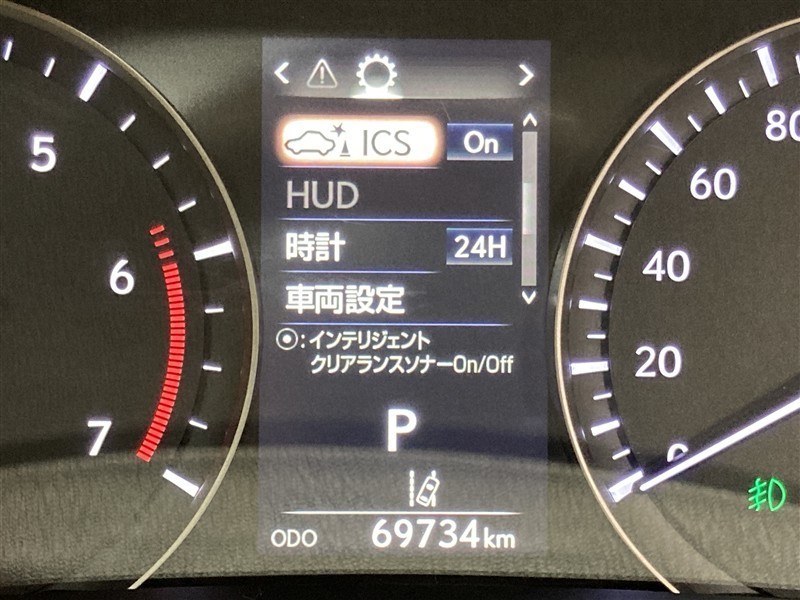 5
6
7
ICS On
HUD
時計 24H
車両設定
⦿:インテリジェント
クリアランスソナーOn/Off
P
ODO 69734km
80
60
40
20
0